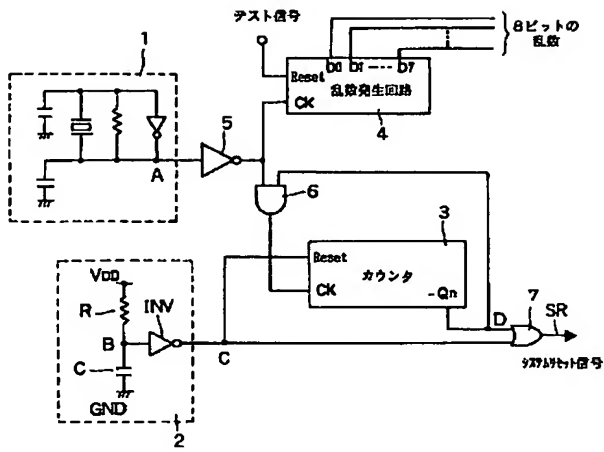 テスト信号
8ビットの
乱数
D0 D1 ---- D7
Reset
乱数発生回路
CK
4
1
5
A
6
3
Reset
カウンタ
CK
-Qn
VDD
R
INV
B
C
GND
2
C
D
7
SR
システムリセット信号